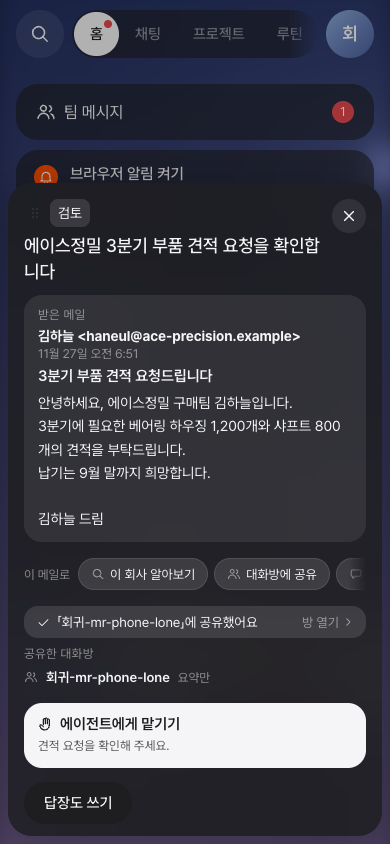 홈
채팅
프로젝트
루틴
회
팀 메시지
1
브라우저 알림 켜기
검토
에이스정밀 3분기 부품 견적 요청을 확인합
니다
받은 메일
김하늘 <haneul@ace-precision.example>
11월 27일 오전 6:51
3분기 부품 견적 요청드립니다
안녕하세요, 에이스정밀 구매팀 김하늘입니다.
3분기에 필요한 베어링 하우징 1,200개와 샤프트 800
개의 견적을 부탁드립니다.
납기는 9월 말까지 희망합니다.
김하늘 드림
이 메일로
이 회사 알아보기
대화방에 공유
「회귀-mr-phone-lone」에 공유했어요
방 열기
공유한 대화방
회귀-mr-phone-lone 요약만
에이전트에게 맡기기
견적 요청을 확인해 주세요.
답장도 쓰기